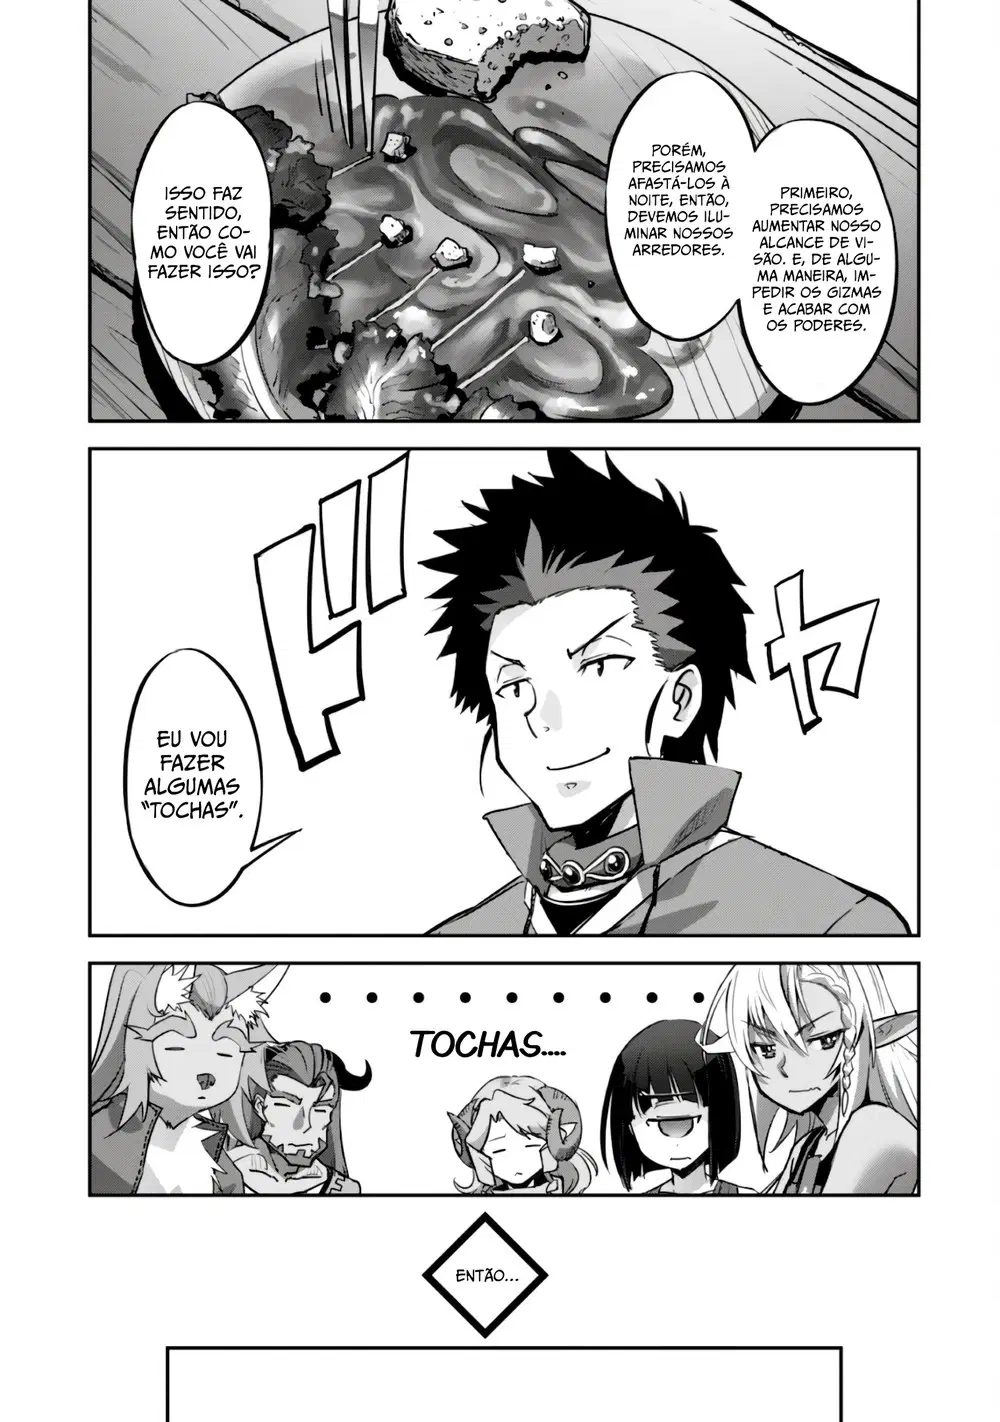 PRIMEIRO,
PRECISAMOS
AUMENTAR NOSSO
ALCANCE DE VI-
SÃO. E, DE ALGU-
MA MANEIRA, IM-
PEDIR OS GIZMAS
E ACABAR COM
OS PODERES.
PORÉM,
PRECISAMOS
AFASTÁ-LOS À
NOITE, ENTÃO,
DEVEMOS ILU-
MINAR NOSSOS
ARREDORES.
ISSO FAZ
SENTIDO,
ENTÃO CO-
MO VOCÊ VAI
FAZER ISSO?
ドドヤ
EU VOU
FAZER
ALGUMAS
“TOCHAS”.
..........
TOCHAS....
ENTÃO...